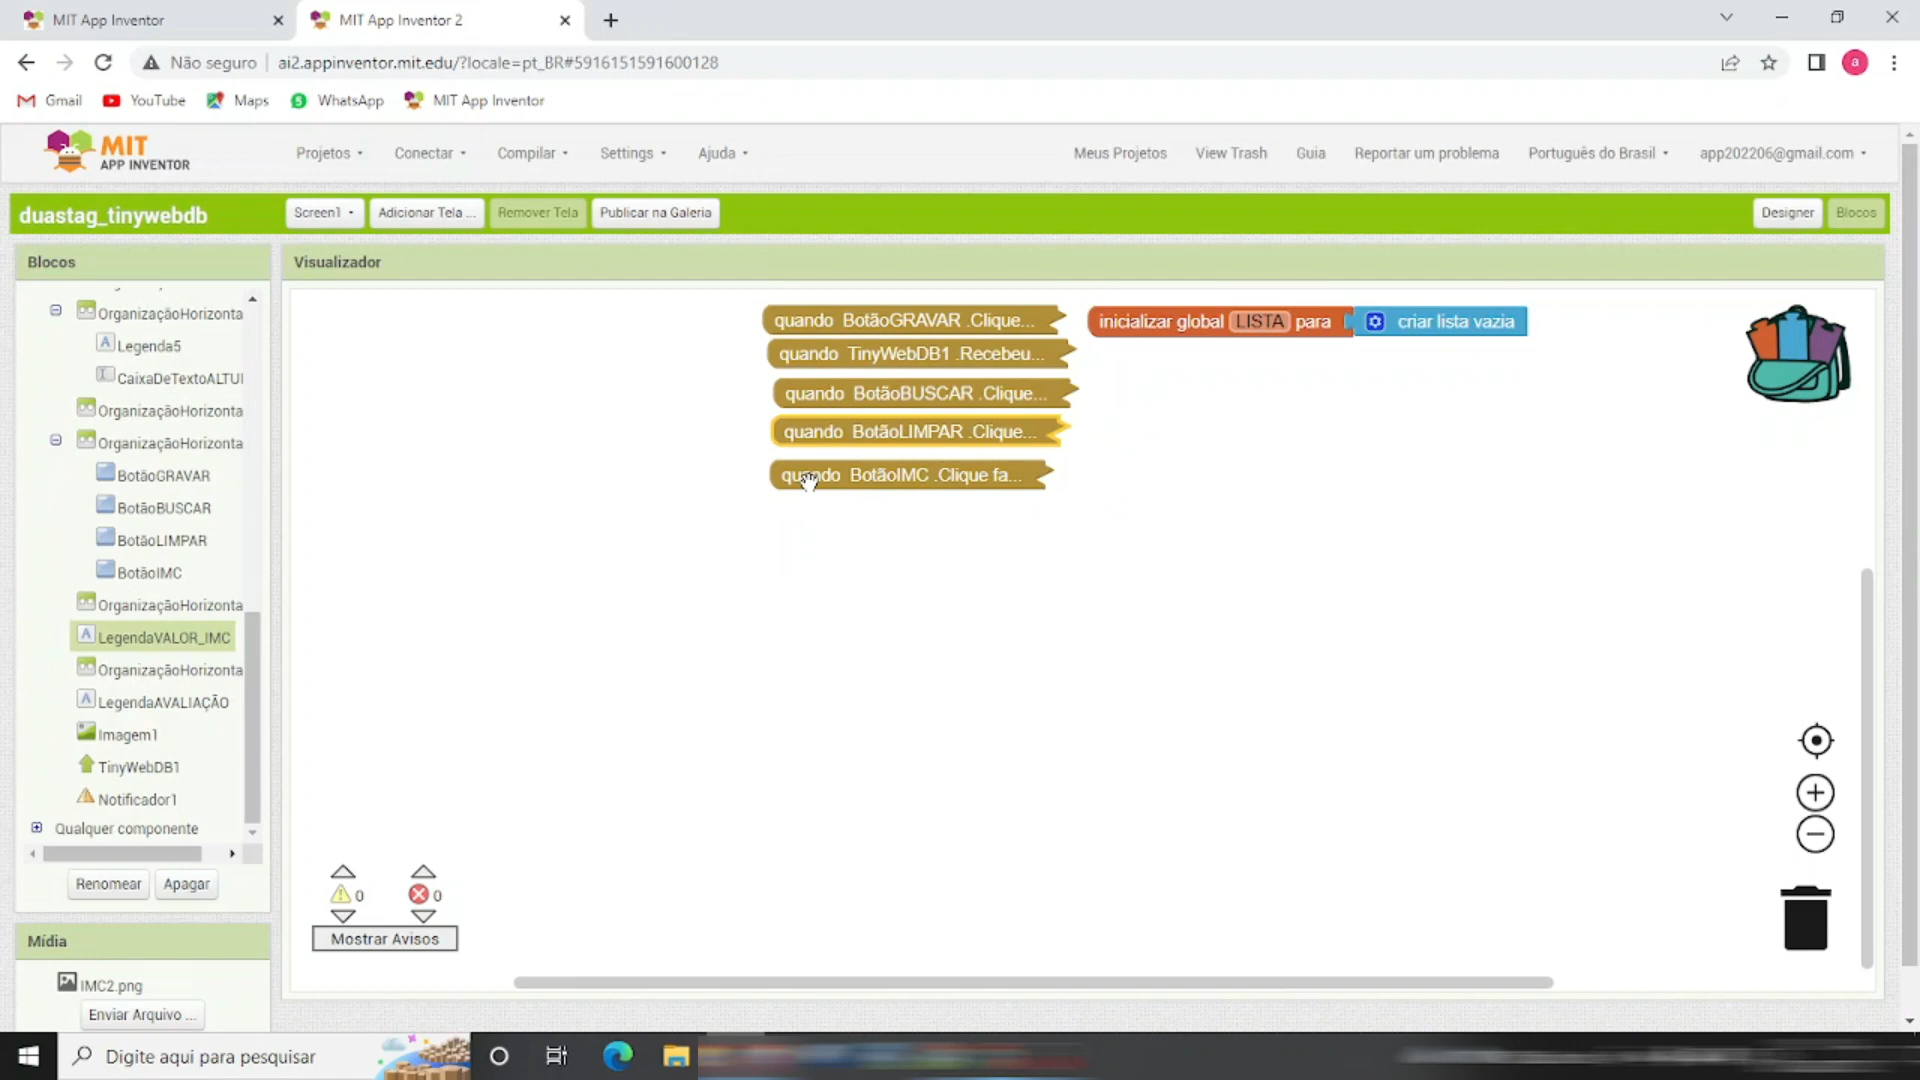 MIT App Inventor
MIT App Inventor 2
Não seguro
ai2.appinventor.mit.edu/?locale=pt_BR#5916151591600128
a
Gmail
YouTube
Maps
WhatsApp
MIT App Inventor
MIT
APP INVENTOR
Projetos
Conectar
Compilar
Settings
Ajuda
Meus Projetos
View Trash
Guia
Reportar um problema
Português do Brasil
app202206@gmail.com
duastag_tinywebdb
Screen1
Adicionar Tela ...
Remover Tela
Publicar na Galeria
Designer
Blocos
Blocos
OrganizaçãoHorizonta
Legenda5
CaixaDeTextoALTUI
OrganizaçãoHorizonta
OrganizaçãoHorizonta
BotãoGRAVAR
BotãoBUSCAR
BotãoLIMPAR
BotãoIMC
OrganizaçãoHorizonta
LegendaVALOR_IMC
OrganizaçãoHorizonta
LegendaAVALIAÇÃO
Imagem1
TinyWebDB1
Notificador1
Qualquer componente
Renomear
Apagar
Mídia
IMC2.png
Enviar Arquivo ...
Visualizador
quando BotãoGRAVAR .Clique...
inicializar global LISTA para criar lista vazia
quando TinyWebDB1 .Recebeu...
quando BotãoBUSCAR .Clique...
quando BotãoLIMPAR .Clique...
quando BotãoIMC .Clique fa...
0
0
Mostrar Avisos
Digite aqui para pesquisar